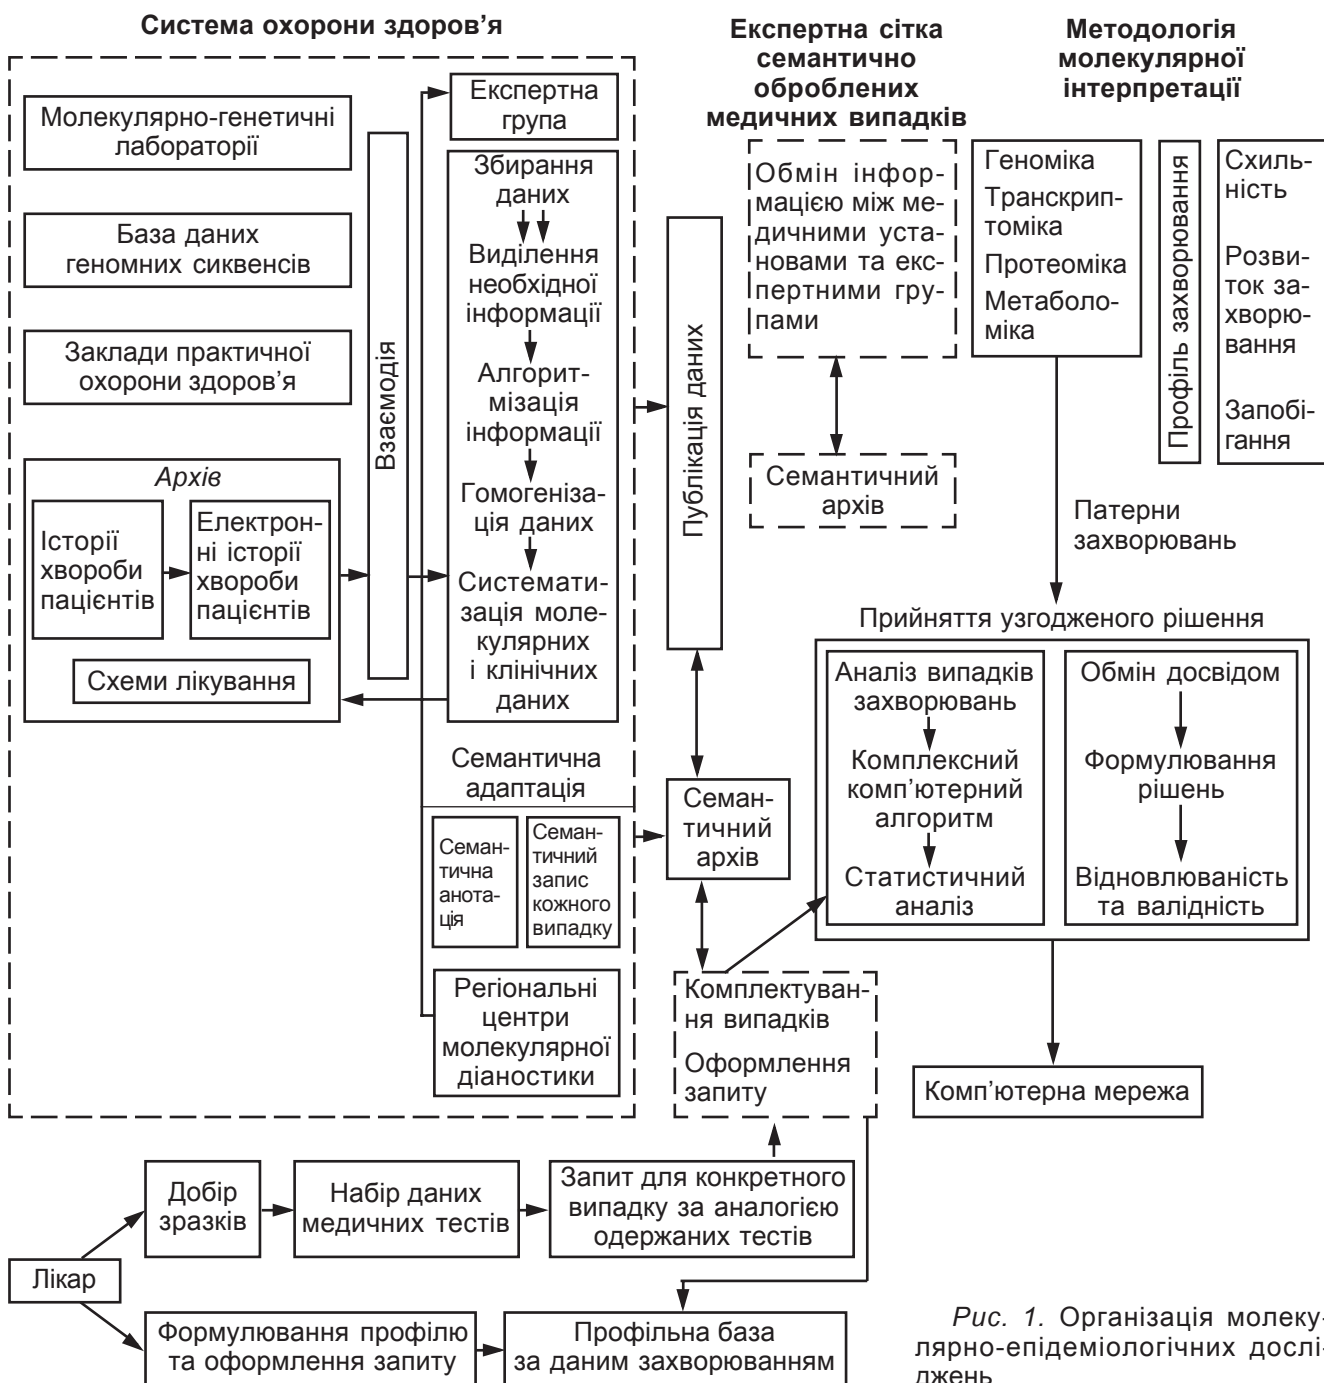 Система охорони здоров’я
Експертна сітка
семантично
оброблених
медичних випадків
Методологія
молекулярної
інтерпретації
Молекулярно-генетичні
лабораторії
База даних
геномних сиквенсів
Заклади практичної
охорони здоров’я
Архів
Історії
хвороби
пацієнтів
Електрон-
ні історії
хвороби
пацієнтів
Схеми лікування
Взаємодія
Експертна
група
Збирання
даних
Виділення
необхідної
інформації
Алгорит-
мізація
інформації
Гомогеніза-
ція даних
Системати-
зація моле-
кулярних
і клінічних
даних
Семантична
адаптація
Семан-
тична
анота-
ція
Семан-
тичний
запис
кожного
випадку
Регіональні
центри
молекулярної
діаностики
Публікація даних
Семан-
тичний
архів
Обмін інфор-
мацією між ме-
дичними уста-
новами та екс-
пертними гру-
пами
Семантичний
архів
Геноміка
Транскрип-
томіка
Протеоміка
Метаболо-
міка
Профіль захворювання
Схиль-
ність
Розви-
ток за-
хворю-
вання
Запобі-
гання
Патерни
захворювань
Прийняття узгодженого рішення
Аналіз випадків
захворювань
Комплексний
комп’ютерний
алгоритм
Статистичний
аналіз
Обмін досвідом
Формулювання
рішень
Відновлюваність
та валідність
Комплектуван-
ня випадків
Оформлення
запиту
Комп’ютерна мережа
Лікар
Добір
зразків
Набір даних
медичних тестів
Запит для конкретного
випадку за аналогією
одержаних тестів
Формулювання профілю
та оформлення запиту
Профільна база
за даним захворюванням
Рис. 1. Організація молеку-
лярно-епідеміологічних дослі-
джень